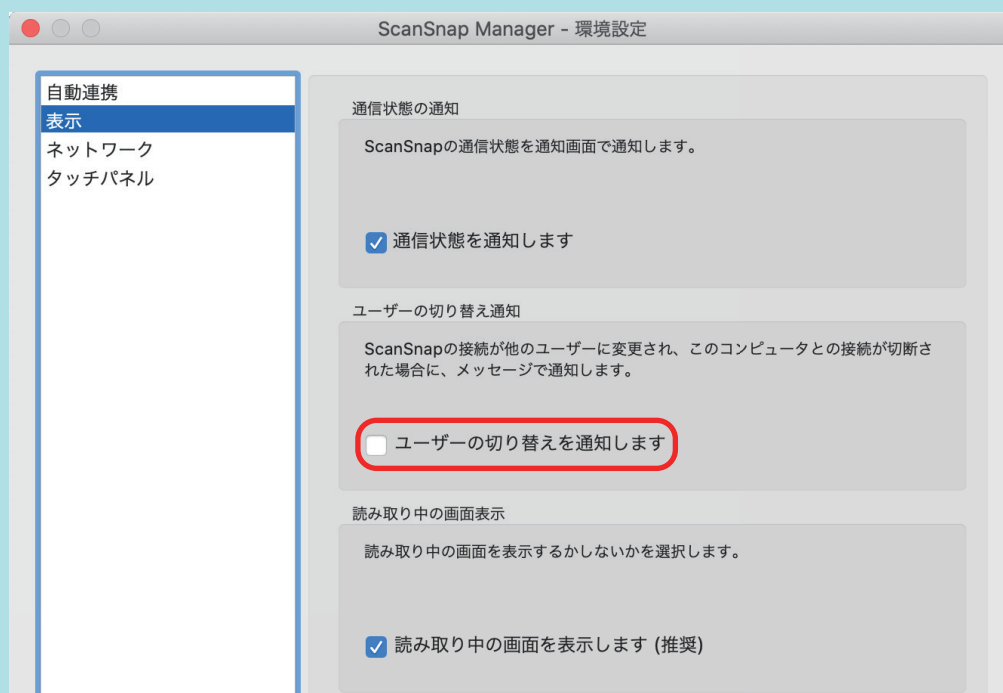 ScanSnap Manager - 環境設定
自動連携
表示
ネットワーク
タッチパネル
通信状態の通知
ScanSnapの通信状態を通知画面で通知します。
通信状態を通知します
ユーザーの切り替え通知
ScanSnapの接続が他のユーザーに変更され、このコンピュータとの接続が切断さ
れた場合に、メッセージで通知します。
ユーザーの切り替えを通知します
読み取り中の画面表示
読み取り中の画面を表示するかしないかを選択します。
読み取り中の画面を表示します (推奨)